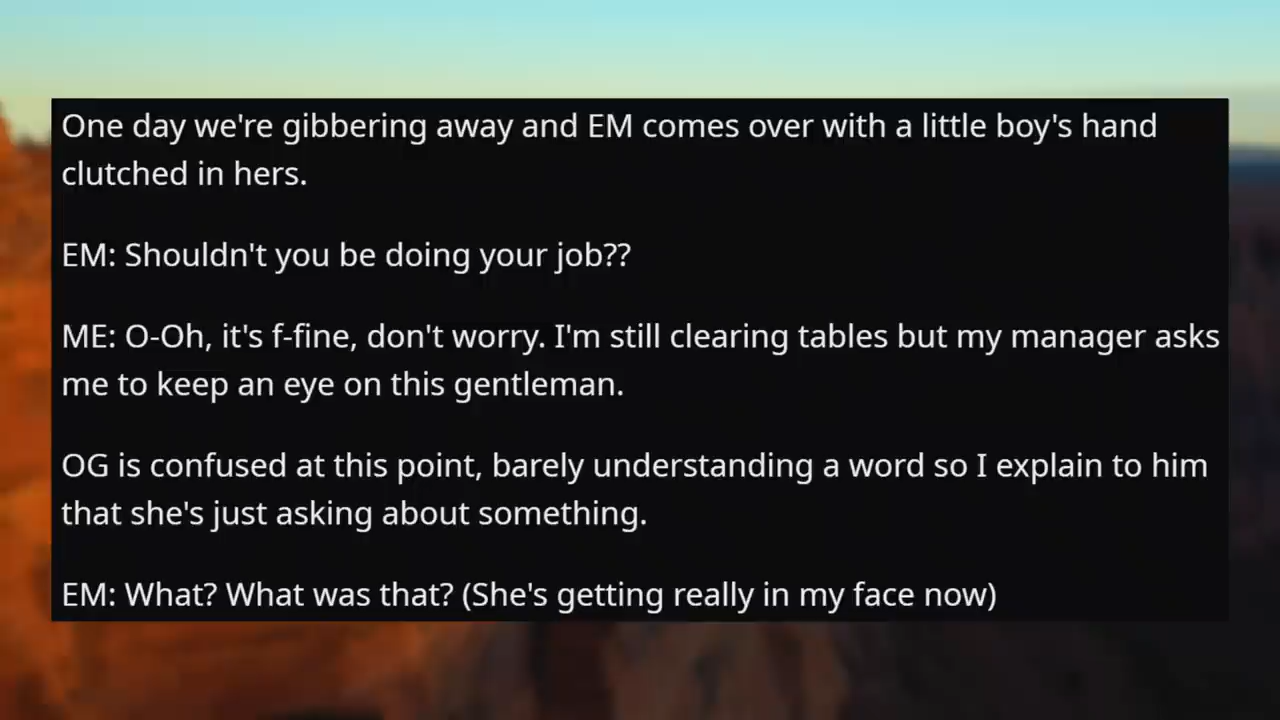 One day we're gibbering away and EM comes over with a little boy's hand
clutched in hers.
EM: Shouldn't you be doing your job??
ME: O-Oh, it's f-fine, don't worry. I'm still clearing tables but my manager asks
me to keep an eye on this gentleman.
OG is confused at this point, barely understanding a word so I explain to him
that she's just asking about something.
EM: What? What was that? (She's getting really in my face now)